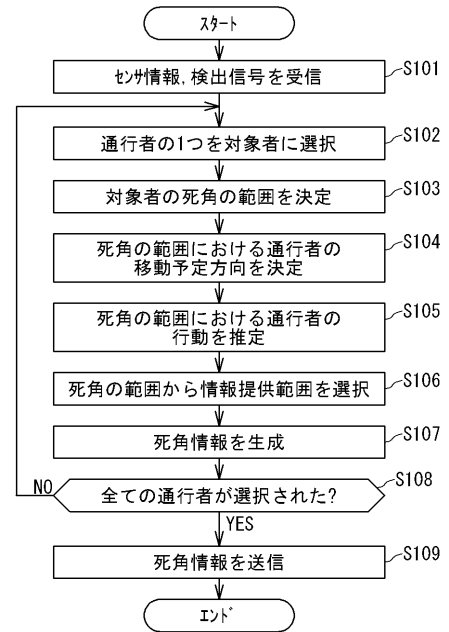 スタート
センサ情報,検出信号を受信
S101
通行者の1つを対象者に選択
S102
対象者の死角の範囲を決定
S103
死角の範囲における通行者の
移動予定方向を決定
S104
死角の範囲における通行者の
行動を推定
S105
死角の範囲から情報提供範囲を選択
S106
死角情報を生成
S107
全ての通行者が選択された?
S108
NO
YES
死角情報を送信
S109
エンド